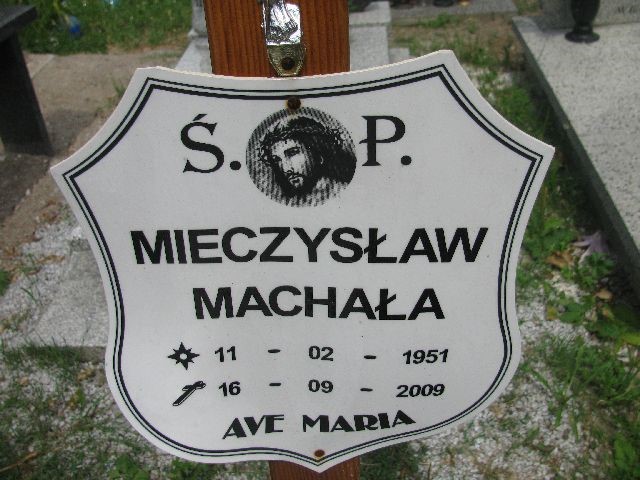 Ś. P.
MIECZYSŁAW
MACHAŁA
11 - 02 - 1951
16 - 09 - 2009
AVE MARIA